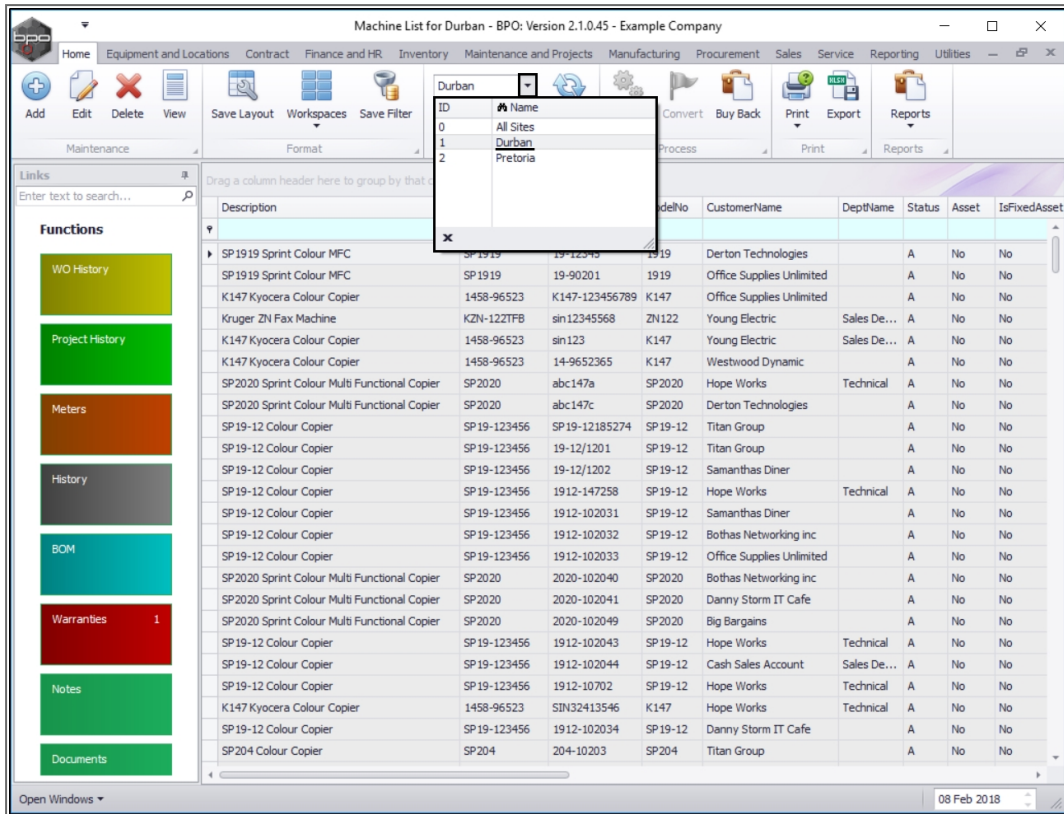 bpo
Machine List for Durban - BPO: Version 2.1.0.45 - Example Company
Home Equipment and Locations Contract Finance and HR Inventory Maintenance and Projects Manufacturing Procurement Sales Service Reporting Utilities
Add Edit Delete View Save Layout Workspaces Save Filter Durban Convert Buy Back Print Export Reports
Maintenance Format Process Print Reports
ID Name
0 All Sites
1 Durban
2 Pretoria
Links
Enter text to search...
Functions
WO History
Project History
Meters
History
BOM
Warranties 1
Notes
Documents
Drag a column header here to group by that c
Description delNo CustomerName DeptName Status Asset IsFixedAsset
SP1919 Sprint Colour MFC SP1919 19-12345 1919 Derton Technologies A No No
SP1919 Sprint Colour MFC SP1919 19-90201 1919 Office Supplies Unlimited A No No
K147 Kyocera Colour Copier 1458-96523 K147-123456789 K147 Office Supplies Unlimited A No No
Kruger ZN Fax Machine KZN-122TFB sin12345568 ZN122 Young Electric Sales De... A No No
K147 Kyocera Colour Copier 1458-96523 sin123 K147 Young Electric Sales De... A No No
K147 Kyocera Colour Copier 1458-96523 14-9652365 K147 Westwood Dynamic A No No
SP2020 Sprint Colour Multi Functional Copier SP2020 abc147a SP2020 Hope Works Technical A No No
SP2020 Sprint Colour Multi Functional Copier SP2020 abc147c SP2020 Derton Technologies A No No
SP19-12 Colour Copier SP19-123456 SP19-12185274 SP19-12 Titan Group A No No
SP19-12 Colour Copier SP19-123456 19-12/1201 SP19-12 Titan Group A No No
SP19-12 Colour Copier SP19-123456 19-12/1202 SP19-12 Samanthas Diner A No No
SP19-12 Colour Copier SP19-123456 1912-147258 SP19-12 Hope Works Technical A No No
SP19-12 Colour Copier SP19-123456 1912-102031 SP19-12 Samanthas Diner A No No
SP19-12 Colour Copier SP19-123456 1912-102032 SP19-12 Bothas Networking inc A No No
SP19-12 Colour Copier SP19-123456 1912-102033 SP19-12 Office Supplies Unlimited A No No
SP2020 Sprint Colour Multi Functional Copier SP2020 2020-102040 SP2020 Bothas Networking inc A No No
SP2020 Sprint Colour Multi Functional Copier SP2020 2020-102041 SP2020 Danny Storm IT Cafe A No No
SP2020 Sprint Colour Multi Functional Copier SP2020 2020-102049 SP2020 Big Bargains A No No
SP19-12 Colour Copier SP19-123456 1912-102043 SP19-12 Hope Works Technical A No No
SP19-12 Colour Copier SP19-123456 1912-102044 SP19-12 Cash Sales Account Sales De... A No No
SP19-12 Colour Copier SP19-123456 1912-10702 SP19-12 Hope Works Technical A No No
K147 Kyocera Colour Copier 1458-96523 SIN32413546 K147 Hope Works Technical A No No
SP19-12 Colour Copier SP19-123456 1912-102034 SP19-12 Danny Storm IT Cafe A No No
SP204 Colour Copier SP204 204-10203 SP204 Titan Group A No No
Open Windows 08 Feb 2018